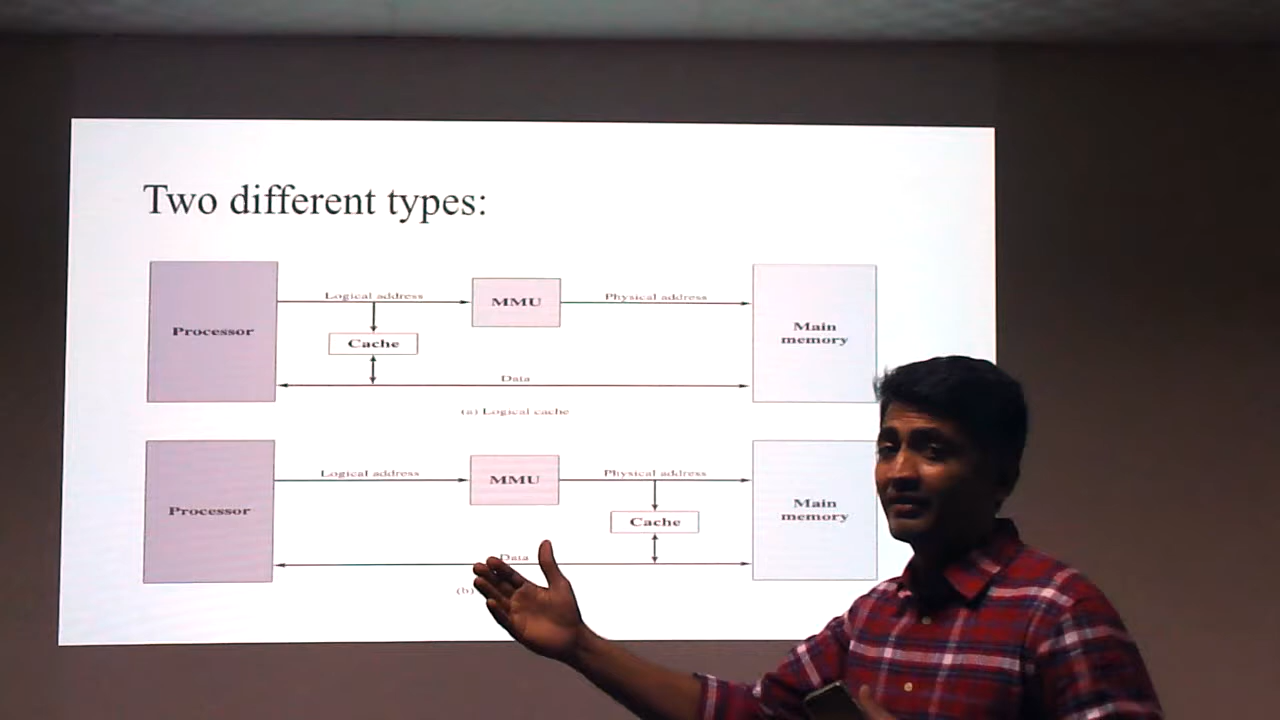 Two different types:
Logical address
MMU
Physical address
Processor
Cache
Main
memory
Data
(a) Logical cache
Logical address
MMU
Physical address
Processor
Cache
Main
memory
Data
(b)